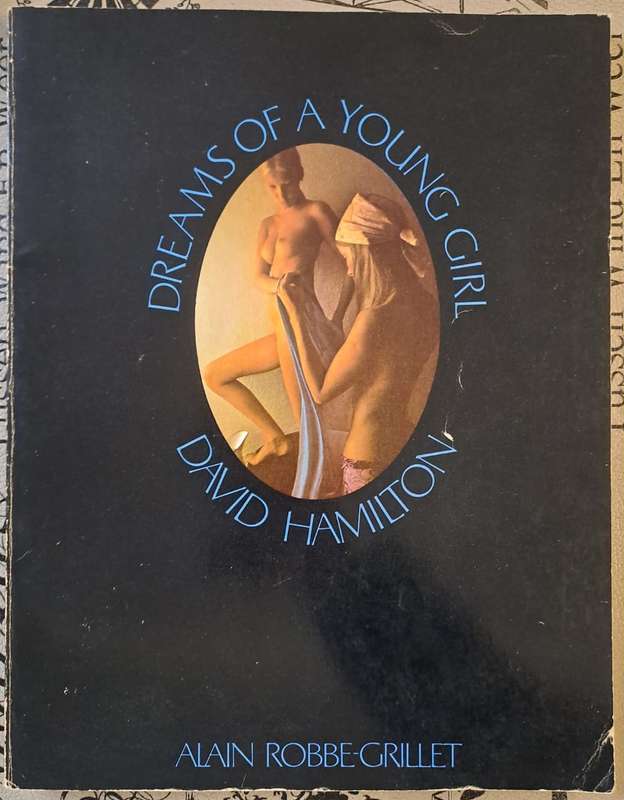 DREAMS OF A YOUNG GIRL
DAVID HAMILTON
ALAIN ROBBE-GRILLET